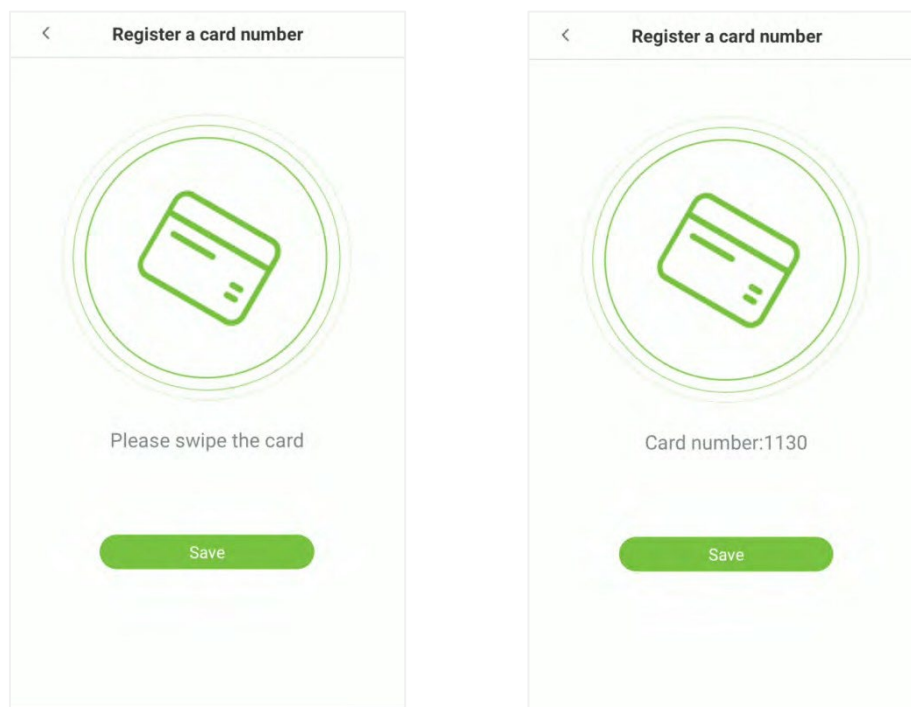 Register a card number
Please swipe the card
Save
Register a card number
Card number:1130
Save